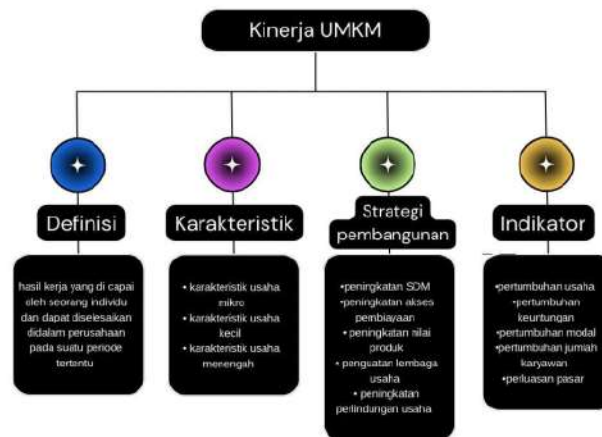 Kinerja UMKM
Definisi
hasil kerja yang di capai
oleh seorang individu
dan dapat diselesaikan
didalam perusahaan
pada suatu periode
tertentu
Karakteristik
• karakteristik usaha
mikro
• karakteristik usaha
kecil
• karakteristik usaha
menengah
Strategi
pembangunan
•peningkatan SDM
•peningkatan akses
pembiayaan
• peningkatan nilai
produk
• penguatan lembaga
usaha
• peningkatan
perlindungan usaha
Indikator
•pertumbuhan usaha
•pertumbuhan
keuntungan
•pertumbuhan modal
•pertumbuhan jumlah
karyawan
•perluasan pasar